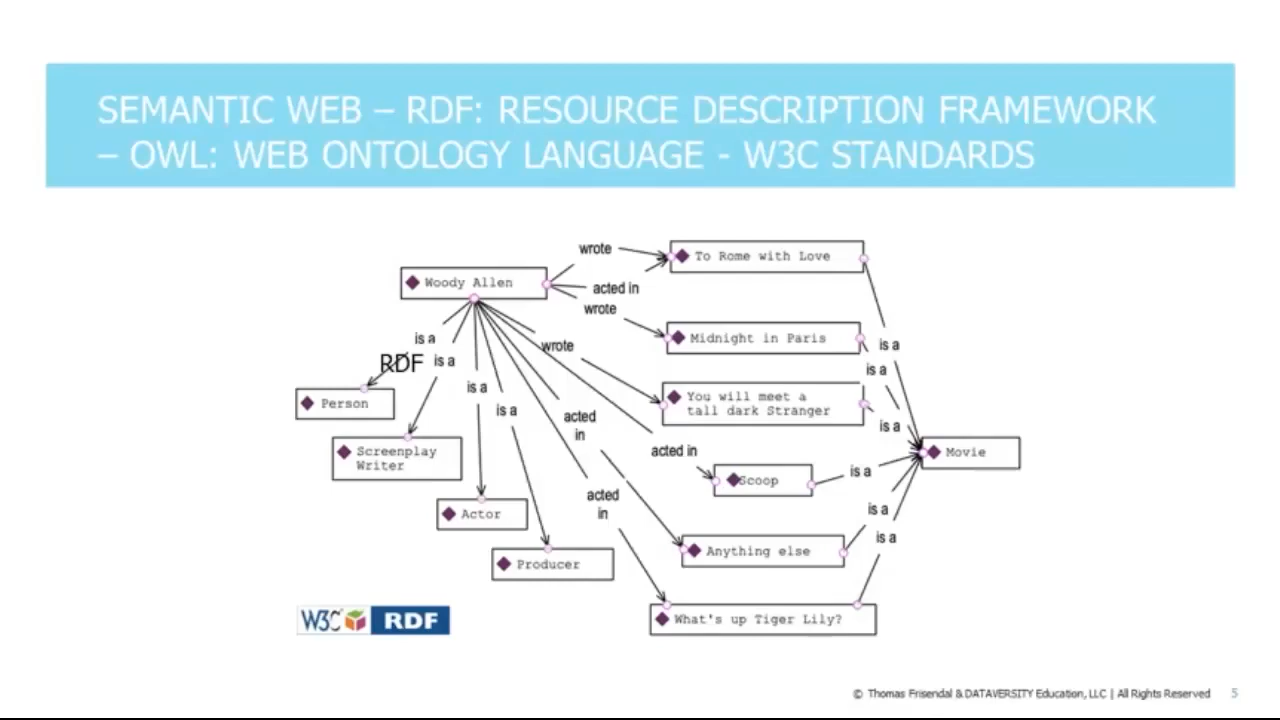 SEMANTIC WEB – RDF: RESOURCE DESCRIPTION FRAMEWORK
– OWL: WEB ONTOLOGY LANGUAGE - W3C STANDARDS
wrote
To Rome with Love
Woody Allen
acted in
wrote
Midnight in Paris
is a
wrote
is a
RDF
is a
is a
Person
is a
You will meet a
tall dark Stranger
is a
is a
acted
in
Screenplay
Writer
acted in
Movie
Scoop
is a
acted
in
Actor
is a
is a
Anything else
Producer
What's up Tiger Lily?
W3C RDF
© Thomas Frisendal & DATAVERSITY Education, LLC | All Rights Reserved 5